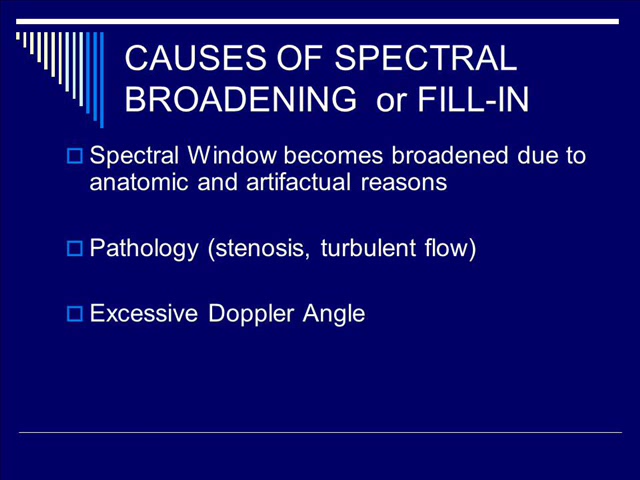 CAUSES OF SPECTRAL
BROADENING or FILL-IN
Spectral Window becomes broadened due to
anatomic and artifactual reasons
Pathology (stenosis, turbulent flow)
Excessive Doppler Angle